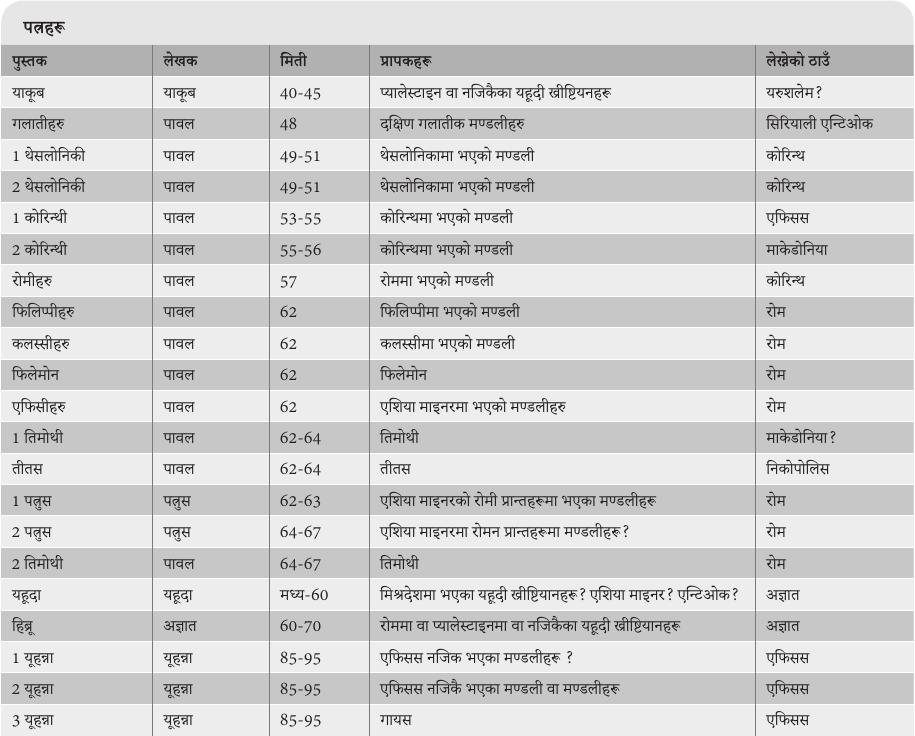 पत्रहरू
पुस्तक लेखक मिती प्रापकहरू लेखेको ठाउँ
याकूब याकूब 40-45 प्यालेस्टाइन वा नजिकैका यहूदी ख्रीष्टियनहरू यरुशलेम?
गलातीहरु पावल 48 दक्षिण गलातीक मण्डलीहरु सिरियाली एन्टिओक
1 थेसलोनिकी पावल 49-51 थेसलोनिकामा भएको मण्डली कोरिन्थ
2 थेसलोनिकी पावल 49-51 थेसलोनिकामा भएको मण्डली कोरिन्थ
1 कोरिन्थी पावल 53-55 कोरिन्थमा भएको मण्डली एफिसस
2 कोरिन्थी पावल 55-56 कोरिन्थमा भएको मण्डली माकेडोनिया
रोमीहरु पावल 57 रोममा भएको मण्डली कोरिन्थ
फिलिप्पीहरु पावल 62 फिलिप्पीमा भएको मण्डली रोम
कलस्सीहरु पावल 62 कलस्सीमा भएको मण्डली रोम
फिलेमोन पावल 62 फिलेमोन रोम
एफिसीहरु पावल 62 एशिया माइनरमा भएको मण्डलीहरु रोम
1 तिमोथी पावल 62-64 तिमोथी माकेडोनिया?
तीतस पावल 62-64 तीतस निकोपोलिस
1 पत्रुस पत्रुस 62-63 एशिया माइनरको रोमी प्रान्तहरूमा भएका मण्डलीहरू रोम
2 पत्रुस पत्रुस 64-67 एशिया माइनरमा रोमन प्रान्तहरूमा मण्डलीहरू? रोम
2 तिमोथी पावल 64-67 तिमोथी रोम
यहूदा यहूदा मध्य-60 मिश्रदेशमा भएका यहूदी ख्रीष्टियानहरू? एशिया माइनर? एन्टिओक? अज्ञात
हिब्रू अज्ञात 60-70 रोममा वा प्यालेस्टाइनमा वा नजिकैका यहूदी ख्रीष्टियानहरू अज्ञात
1 यूहन्ना यूहन्ना 85-95 एफिसस नजिक भएका मण्डलीहरू ? एफिसस
2 यूहन्ना यूहन्ना 85-95 एफिसस नजिकै भएका मण्डली वा मण्डलीहरू एफिसस
3 यूहन्ना यूहन्ना 85-95 गायस एफिसस